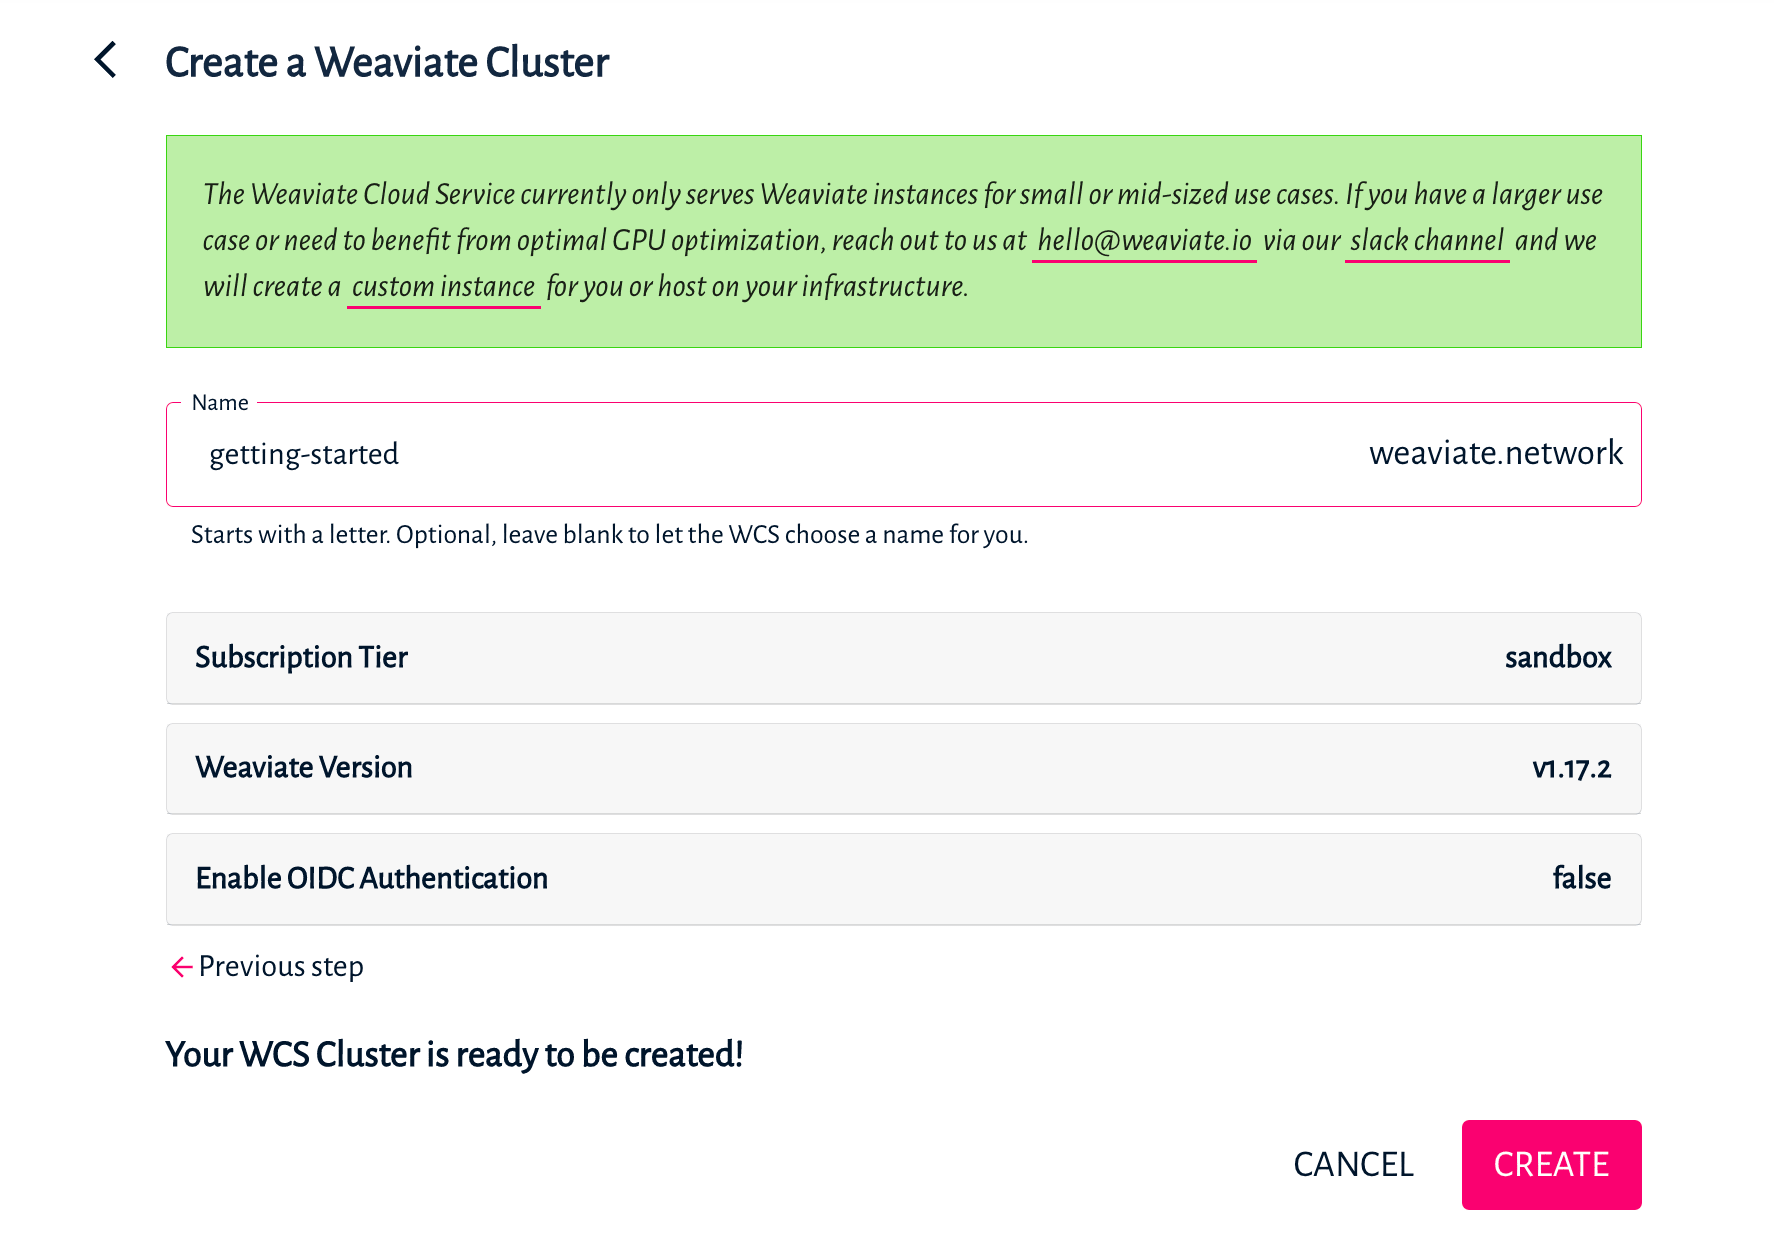 Create a Weaviate Cluster
The Weaviate Cloud Service currently only serves Weaviate instances for small or mid-sized use cases. If you have a larger use
case or need to benefit from optimal GPU optimization, reach out to us at hello@weaviate.io via our slack channel and we
will create a custom instance for you or host on your infrastructure.
Name
getting-started weaviate.network
Starts with a letter. Optional, leave blank to let the WCS choose a name for you.
Subscription Tier sandbox
Weaviate Version v1.17.2
Enable OIDC Authentication false
Previous step
Your WCS Cluster is ready to be created!
CANCEL CREATE